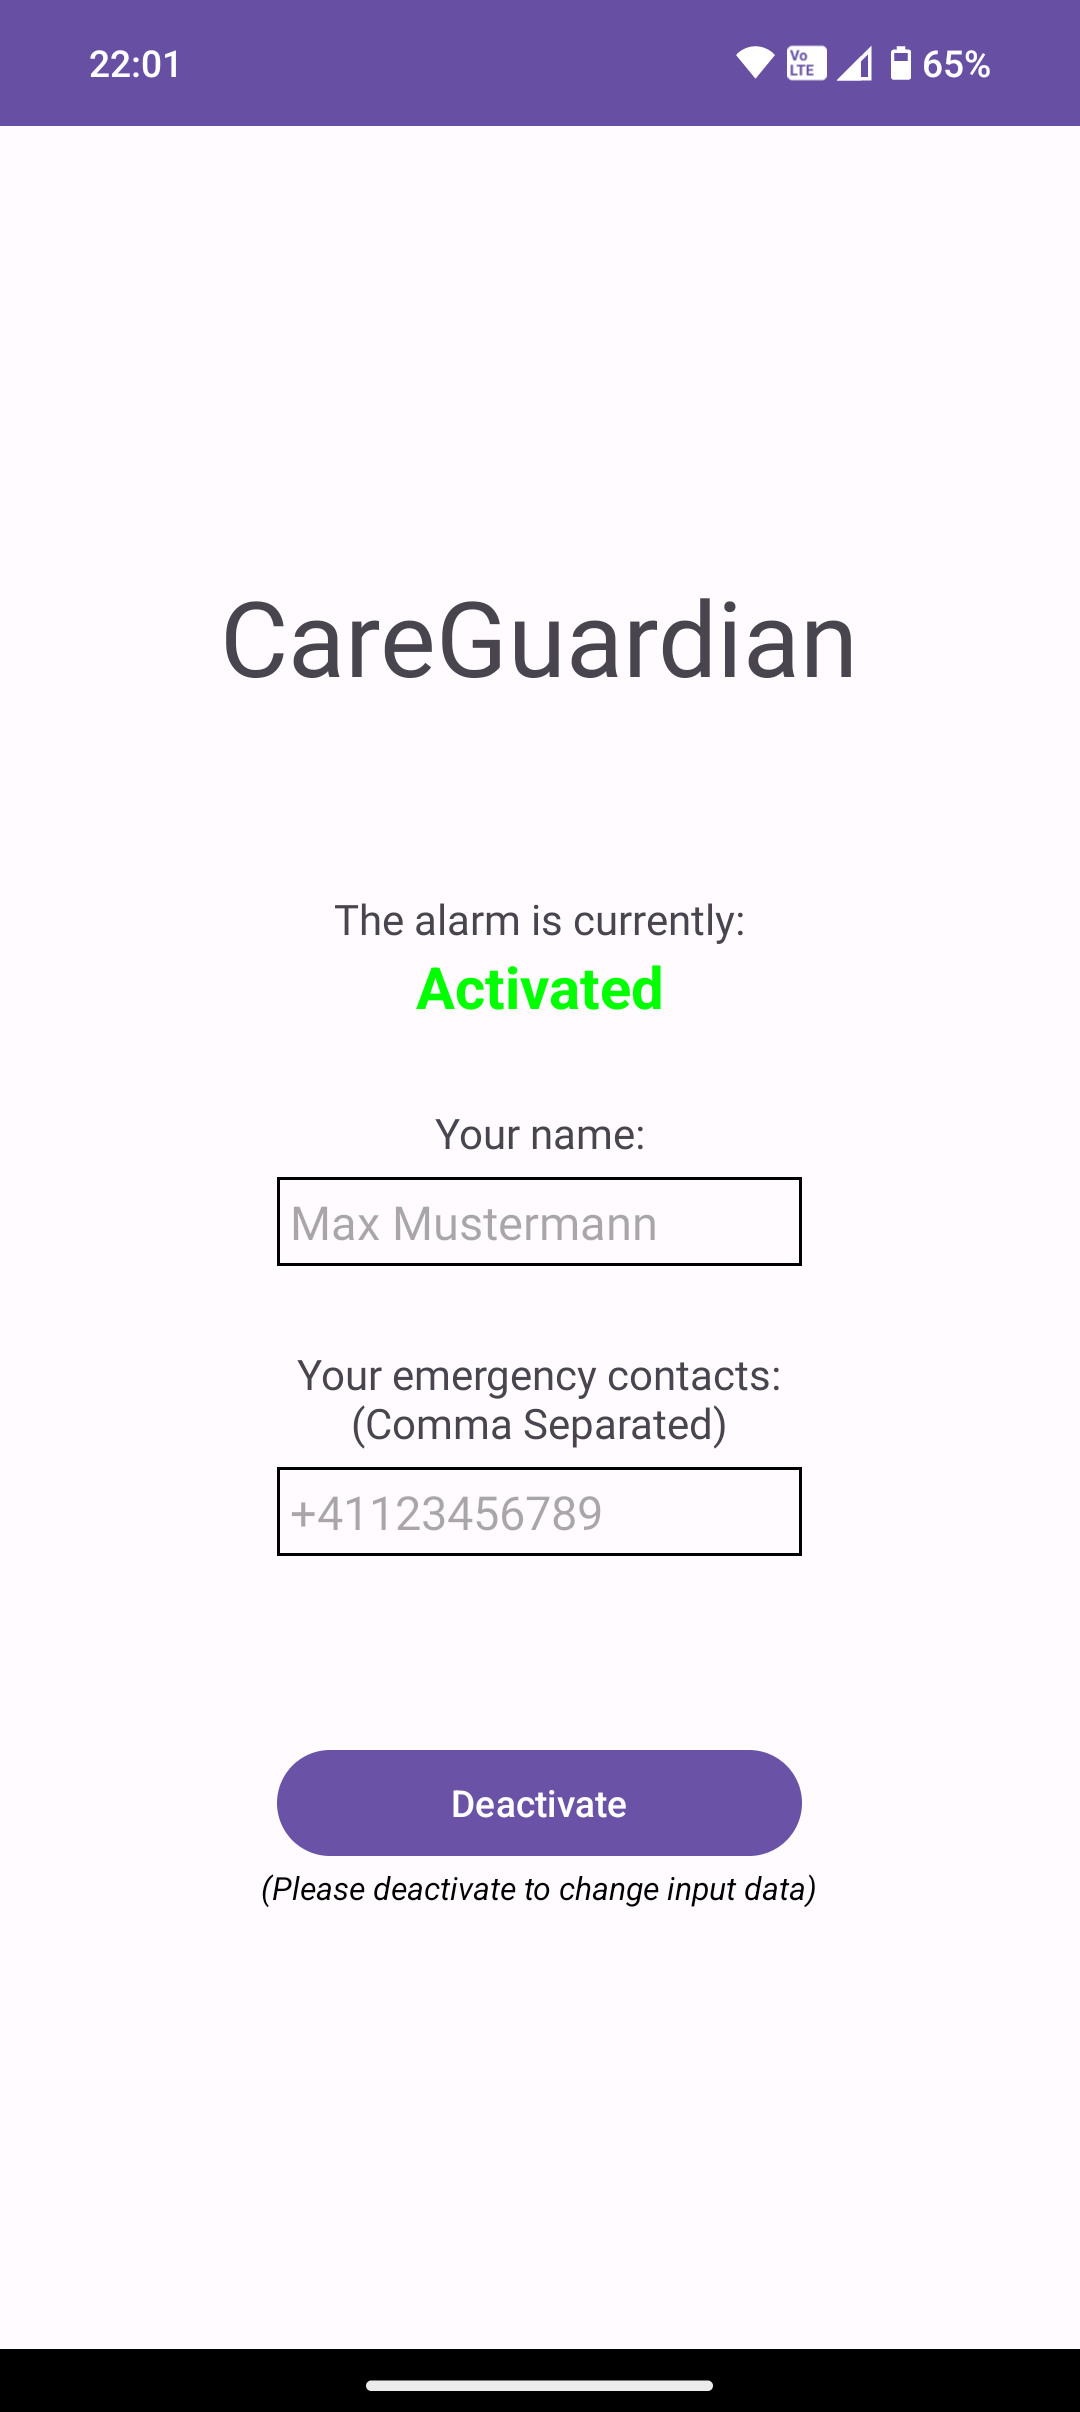 22:01
Vo
LTE
65%
CareGuardian
The alarm is currently:
Activated
Your name:
Max Mustermann
Your emergency contacts:
(Comma Separated)
+41123456789
Deactivate
(Please deactivate to change input data)